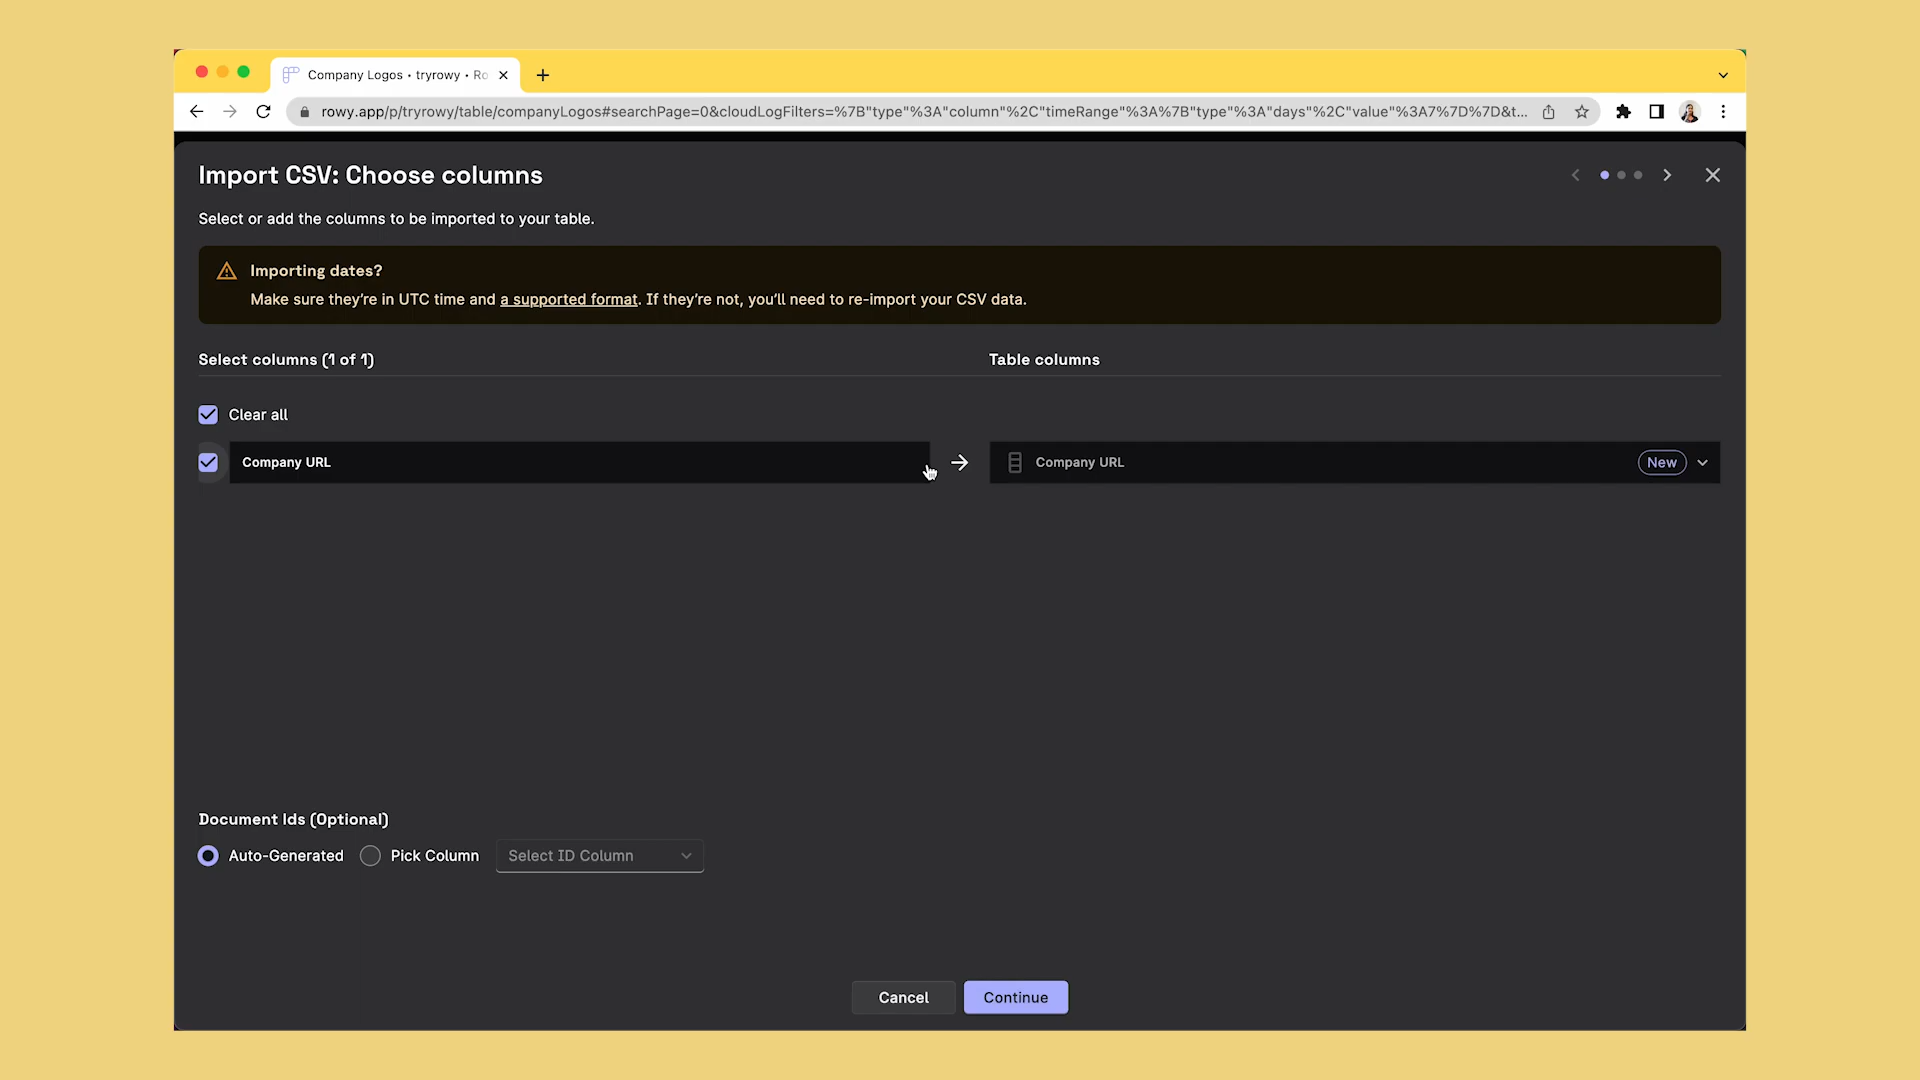 Company Logos • tryrowy • Ro
rowy.app/p/tryrowy/table/companyLogos#searchPage=0&cloudLogFilters=%7B"type"%3A"column"%2C"timeRange"%3A%7B"type"%3A"days"%2C"value"%3A7%7D%7D&t...
Import CSV: Choose columns
Select or add the columns to be imported to your table.
Importing dates?
Make sure they’re in UTC time and a supported format. If they’re not, you’ll need to re-import your CSV data.
Select columns (1 of 1)
Table columns
Clear all
Company URL
Company URL
New
Document Ids (Optional)
Auto-Generated
Pick Column
Select ID Column
Cancel
Continue